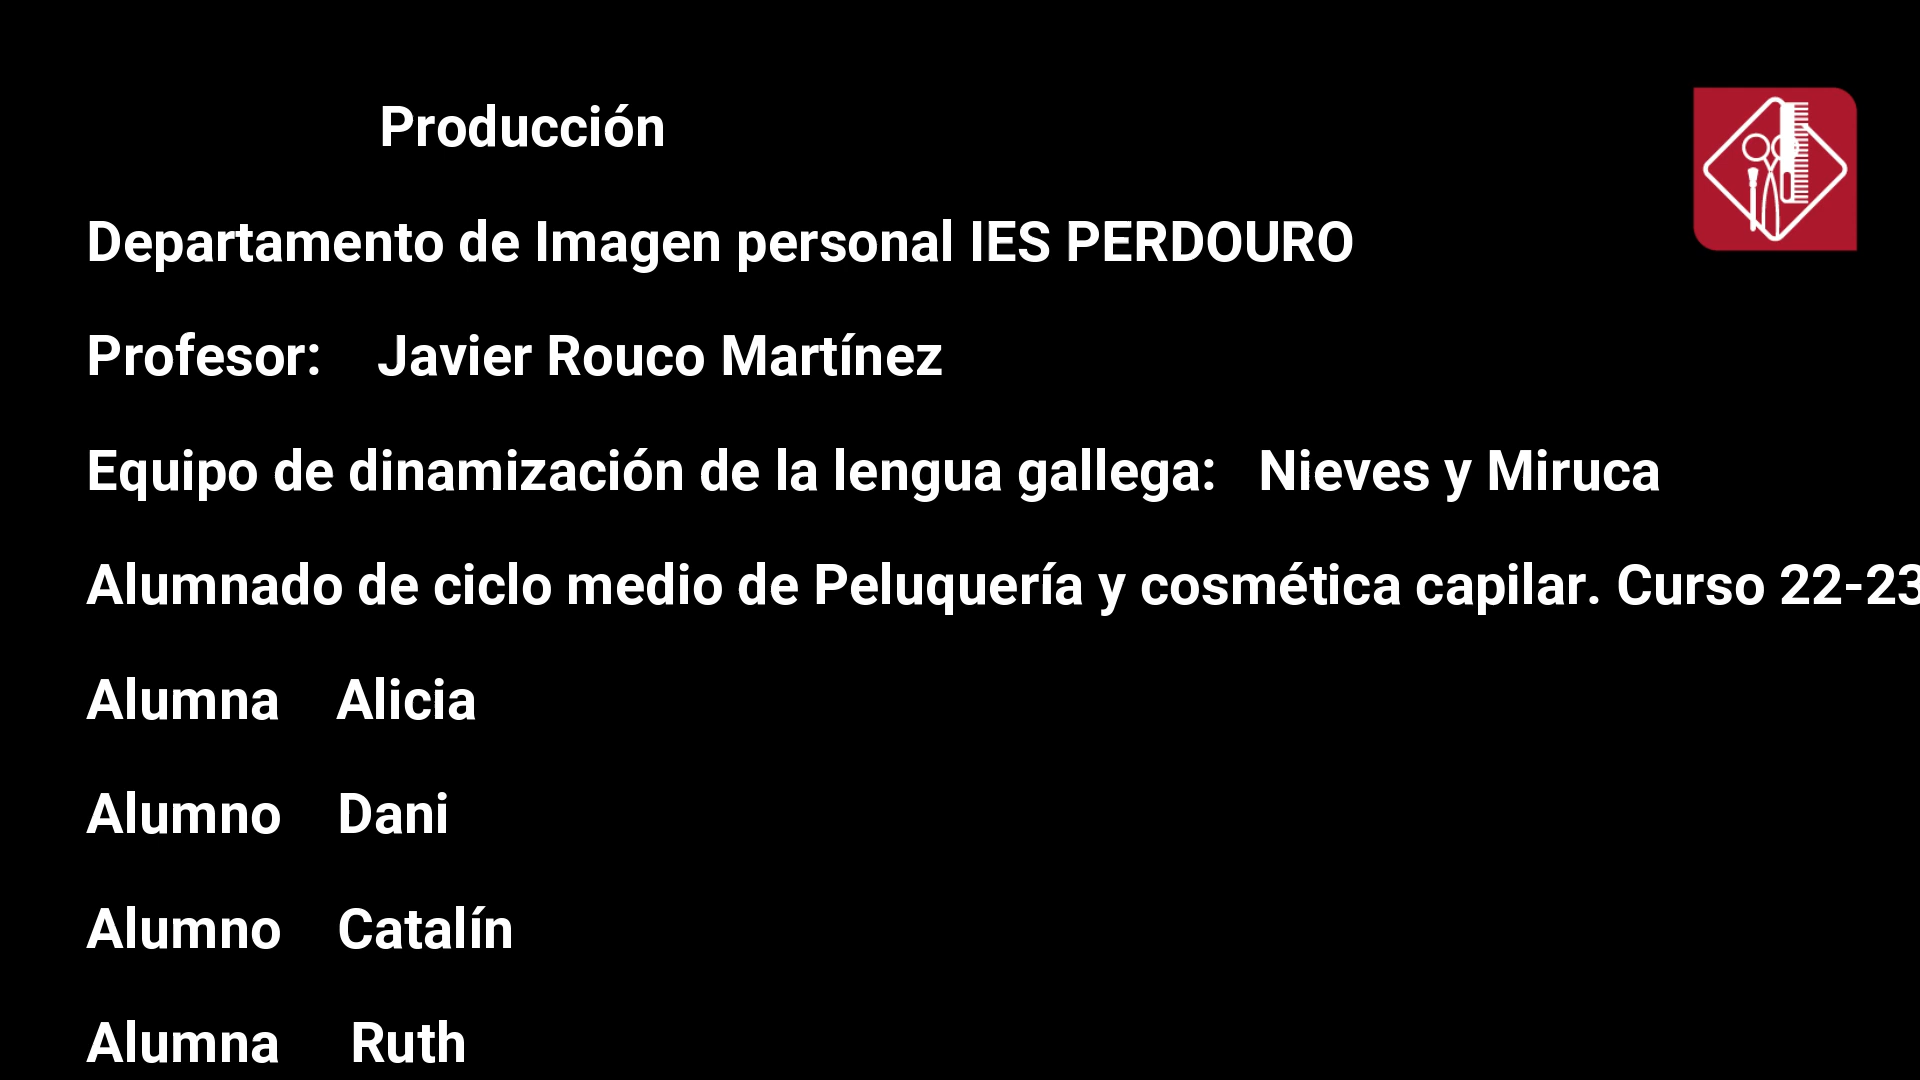 Producción
Departamento de Imagen personal IES PERDOURO
Profesor: Javier Rouco Martínez
Equipo de dinamización de la lengua gallega: Nieves y Miruca
Alumnado de ciclo medio de Peluquería y cosmética capilar. Curso 22-23
Alumna Alicia
Alumno Dani
Alumno Catalín
Alumna Ruth